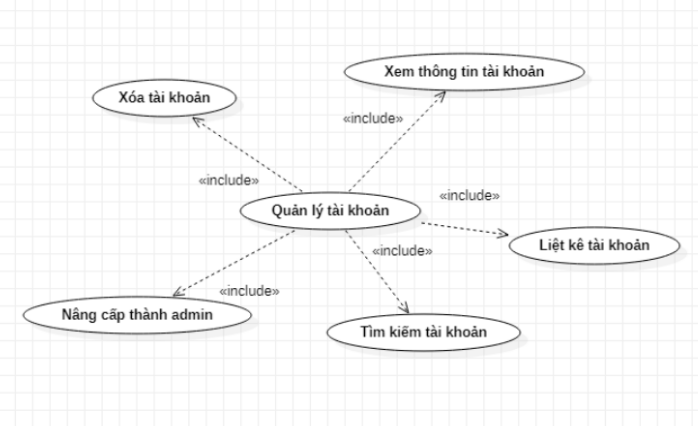 Xem thông tin tài khoản
Xóa tài khoản
«include»
«include»
«include»
Quản lý tài khoản
Liệt kê tài khoản
«include»
«include»
Nâng cấp thành admin
Tìm kiếm tài khoản